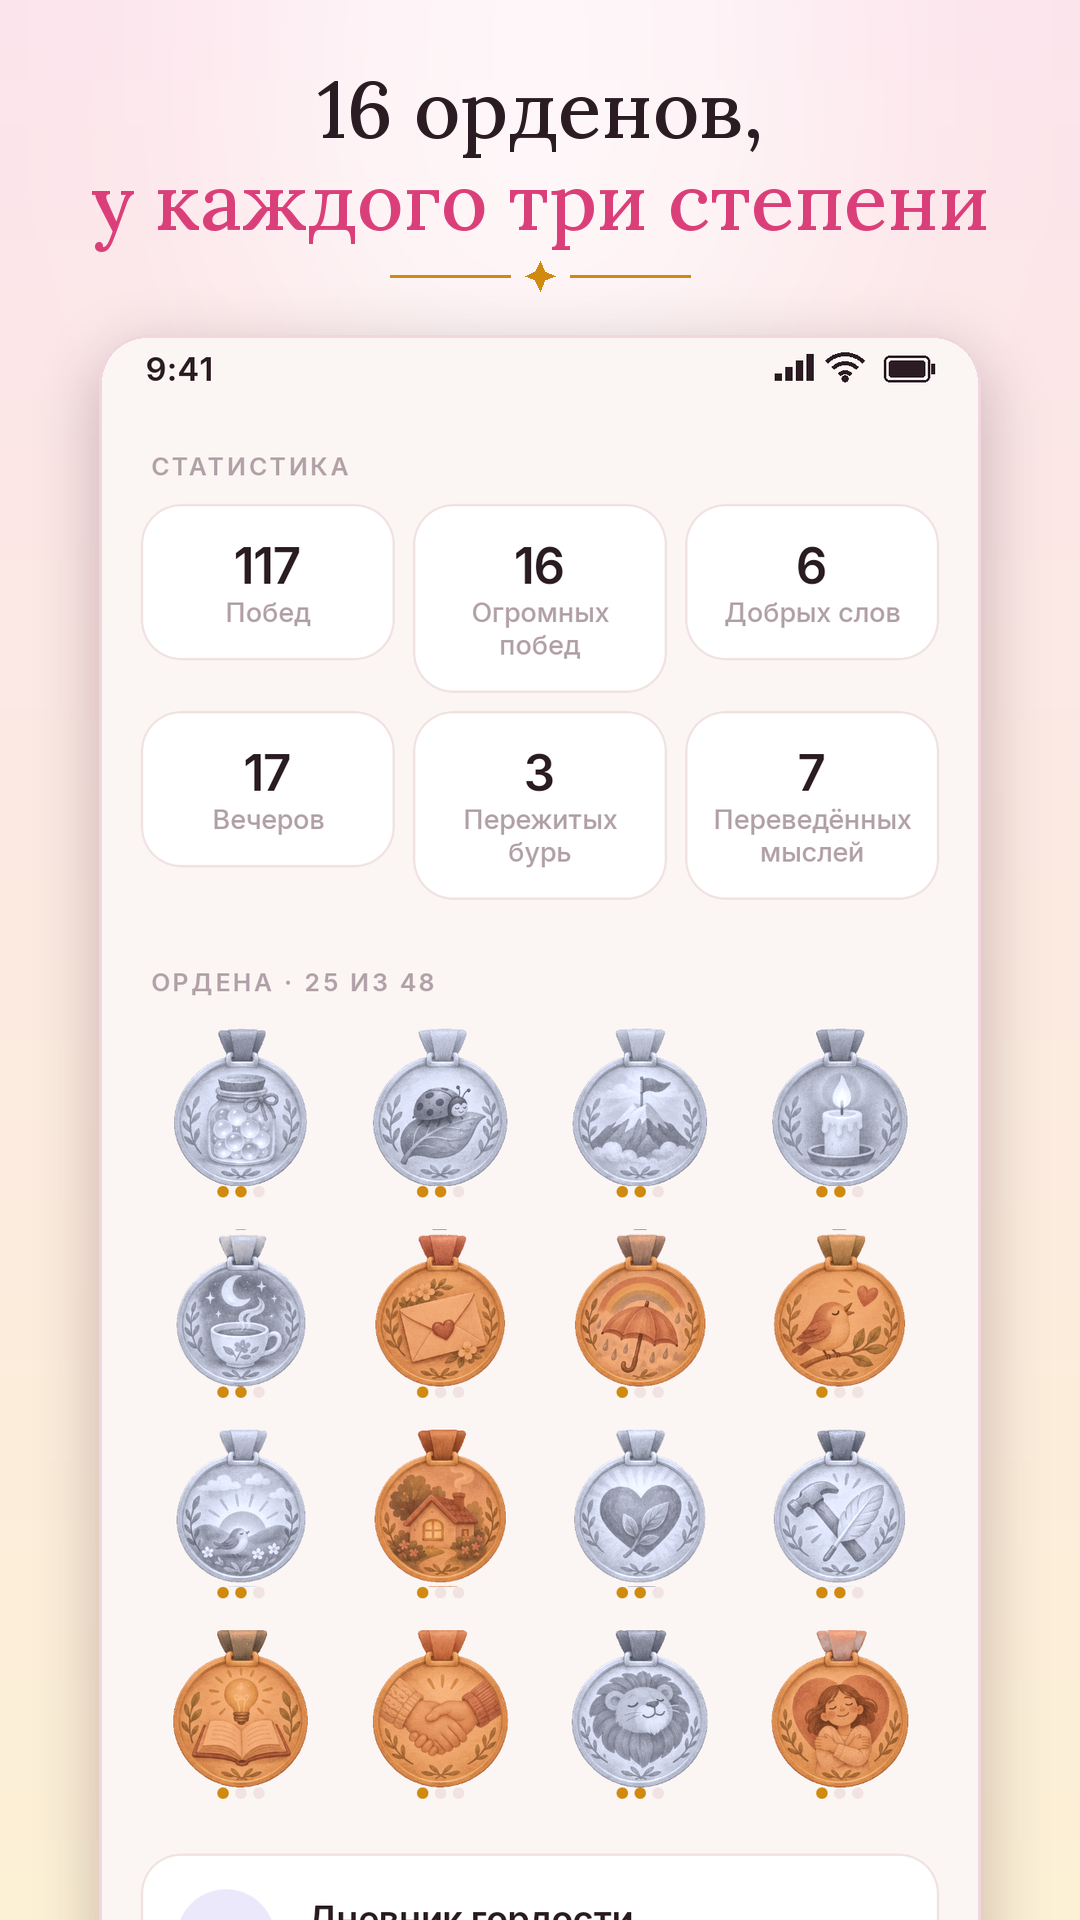 16 орденов,
у каждого три степени
9:41
СТАТИСТИКА
117
Побед
16
Огромных
побед
6
Добрых слов
17
Вечеров
3
Пережитых
бурь
7
Переведённых
мыслей
ОРДЕНА · 25 ИЗ 48
Дневник гордости